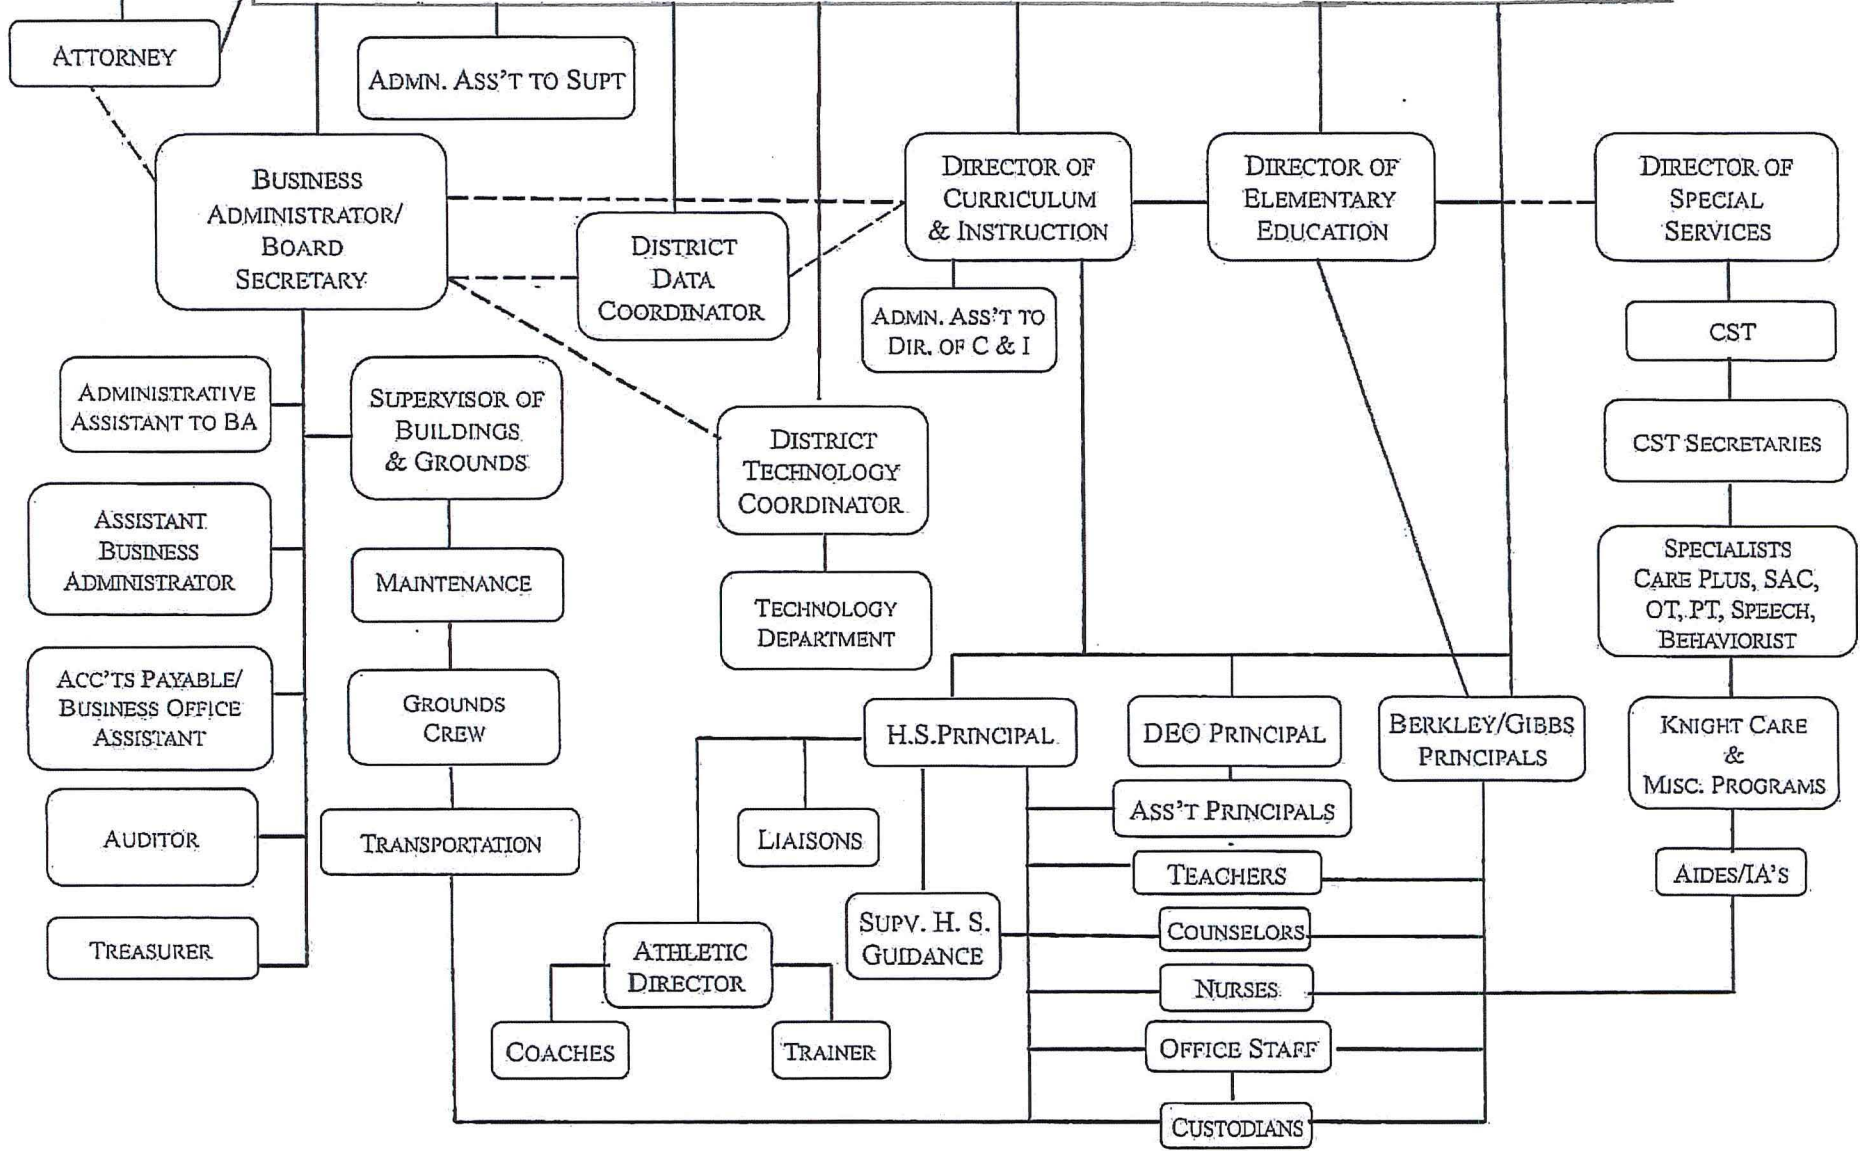 ATTORNEY
ADMN. ASS'T TO SUPT
BUSINESS
ADMINISTRATOR/
BOARD
SECRETARY
DISTRICT
DATA
COORDINATOR
DIRECTOR OF
CURRICULUM
& INSTRUCTION
DIRECTOR OF
ELEMENTARY
EDUCATION
DIRECTOR OF
SPECIAL
SERVICES
ADMN. ASS'T TO
DIR. OF C & I
CST
ADMINISTRATIVE
ASSISTANT TO BA
SUPERVISOR OF
BUILDINGS
& GROUNDS
DISTRICT
TECHNOLOGY
COORDINATOR
CST SECRETARIES
ASSISTANT
BUSINESS
ADMINISTRATOR
MAINTENANCE
TECHNOLOGY
DEPARTMENT
SPECIALISTS
CARE PLUS, SAC,
OT, PT, SPEECH,
BEHAVIORIST
ACC'TS PAYABLE/
BUSINESS OFFICE
ASSISTANT
GROUNDS
CREW
H.S.PRINCIPAL
DEO PRINCIPAL
BERKLEY/GIBBS
PRINCIPALS
KNIGHT CARE
&
MISC. PROGRAMS
AUDITOR
TRANSPORTATION
LIAISONS
ASS'T PRINCIPALS
TEACHERS
AIDES/IA'S
TREASURER
ATHLETIC
DIRECTOR
SUPV. H. S.
GUIDANCE
COUNSELORS
NURSES
COACHES
TRAINER
OFFICE STAFF
CUSTODIANS